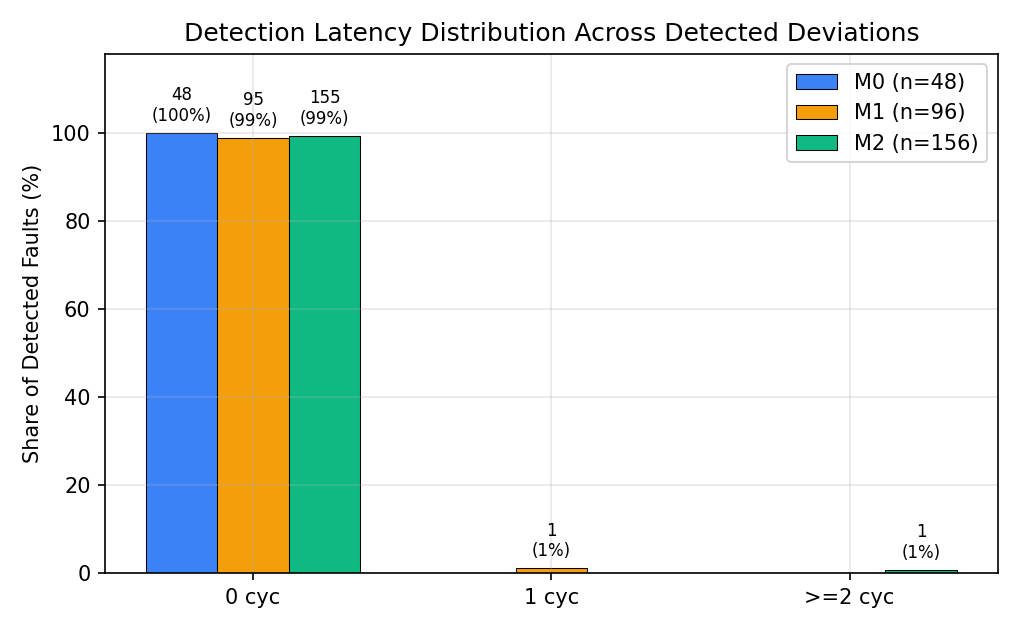 Detection Latency Distribution Across Detected Deviations
Share of Detected Faults (%)
100
80
60
40
20
0
48
(100%)
95
(99%)
155
(99%)
1
(1%)
1
(1%)
M0 (n=48)
M1 (n=96)
M2 (n=156)
0 cyc
1 cyc
>=2 cyc